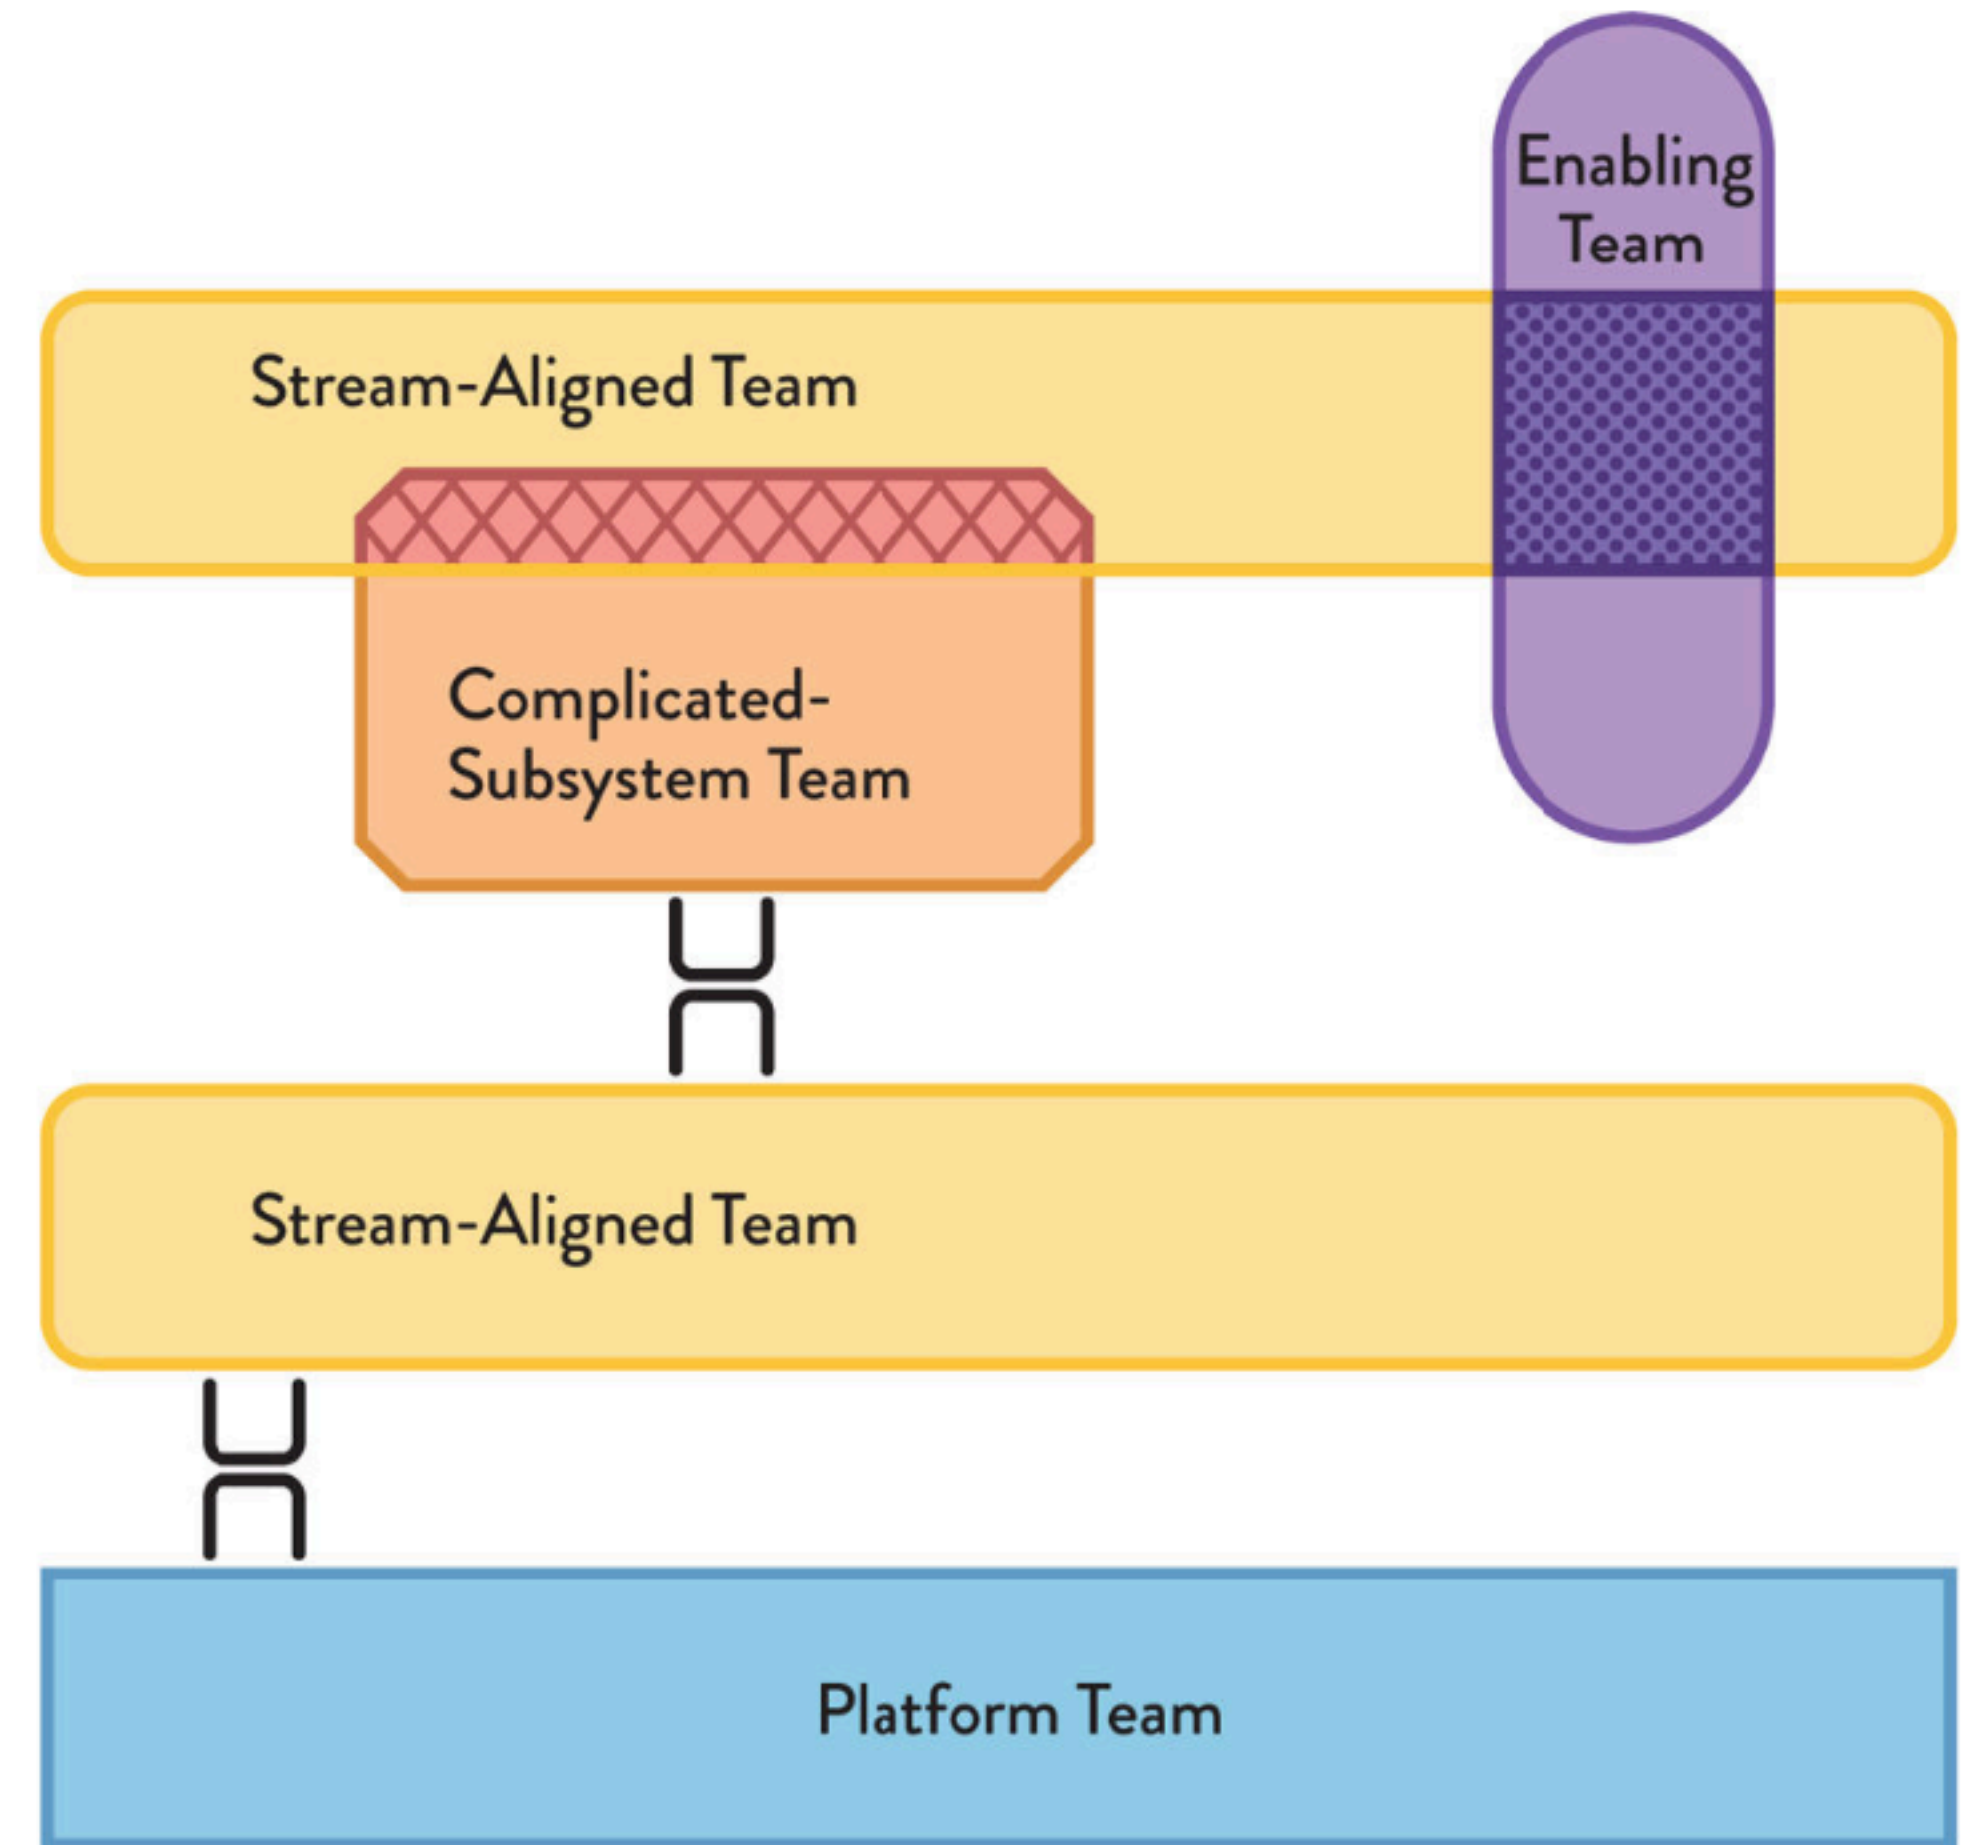 Enabling
Team
Stream-Aligned Team
Complicated-
Subsystem Team
Stream-Aligned Team
Platform Team